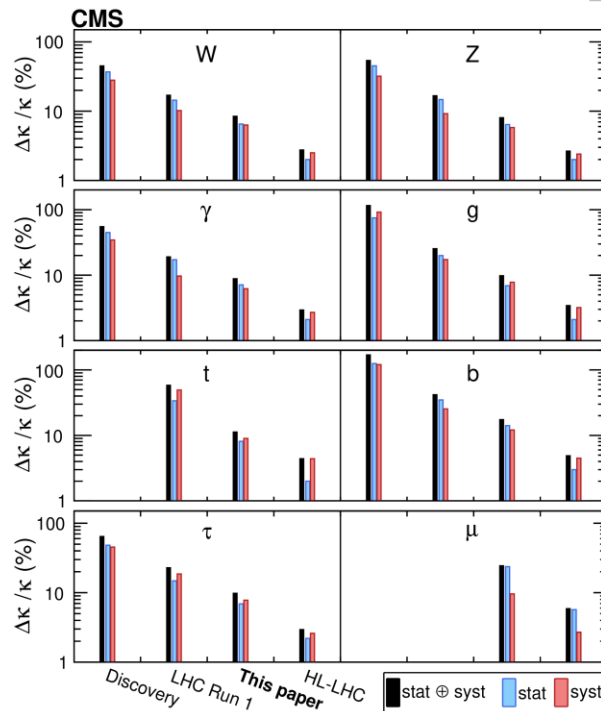 CMS
Δκ/κ (%)
100
10
1
W
Z
Δκ/κ (%)
100
10
1
γ
g
Δκ/κ (%)
100
10
1
t
b
Δκ/κ (%)
100
10
1
τ
μ
Discovery
LHC Run 1
This paper
HL-LHC
stat ⊕ syst
stat
syst